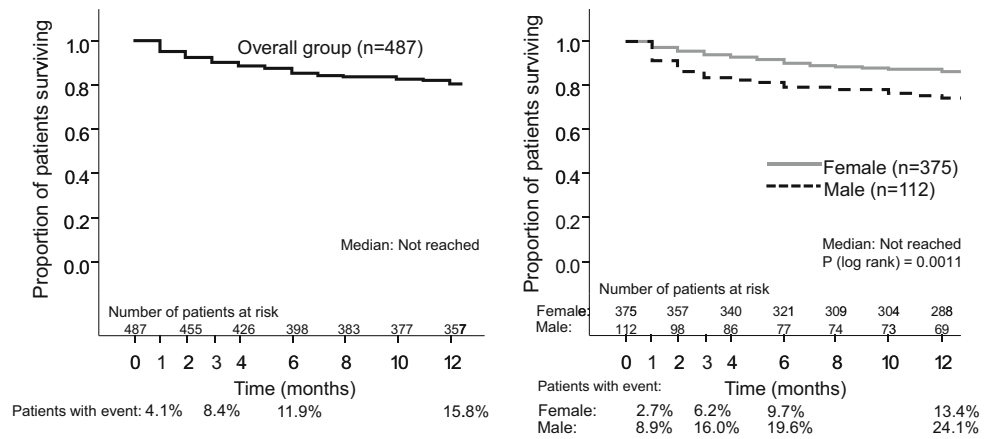 Proportion of patients surviving
1.0
0.8
0.6
0.4
0.2
0.0
Overall group (n=487)
Median: Not reached
Number of patients at risk
487 455 426 398 383 377 357
0 1 2 3 4 6 8 10 12
Time (months)
Patients with event: 4.1% 8.4% 11.9% 15.8%
Proportion of patients surviving
1.0
0.8
0.6
0.4
0.2
0.0
Female (n=375)
Male (n=112)
Median: Not reached
P (log rank) = 0.0011
Number of patients at risk
Female: 375 357 340 321 309 304 288
Male: 112 98 86 77 74 73 69
0 1 2 3 4 6 8 10 12
Time (months)
Patients with event:
Female: 2.7% 6.2% 9.7% 13.4%
Male: 8.9% 16.0% 19.6% 24.1%